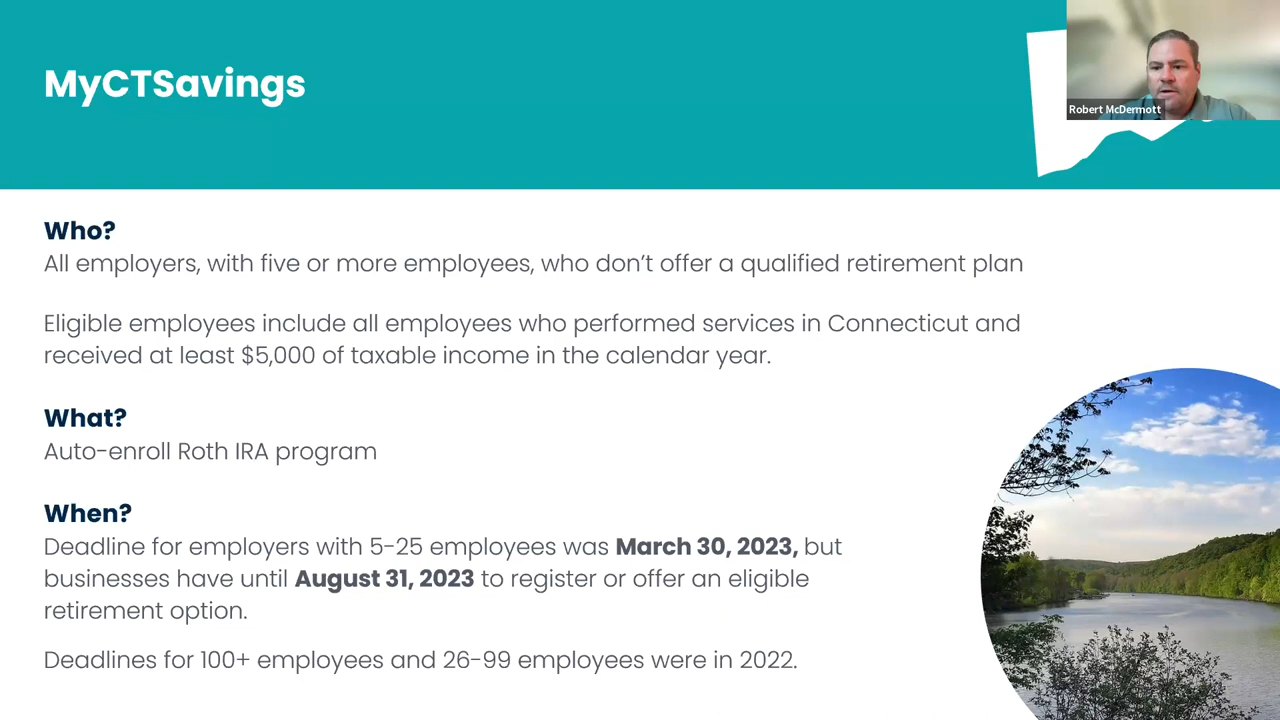 MyCTSavings
Robert McDermott
Who?
All employers, with five or more employees, who don’t offer a qualified retirement plan
Eligible employees include all employees who performed services in Connecticut and
received at least $5,000 of taxable income in the calendar year.
What?
Auto-enroll Roth IRA program
When?
Deadline for employers with 5-25 employees was March 30, 2023, but
businesses have until August 31, 2023 to register or offer an eligible
retirement option.
Deadlines for 100+ employees and 26-99 employees were in 2022.